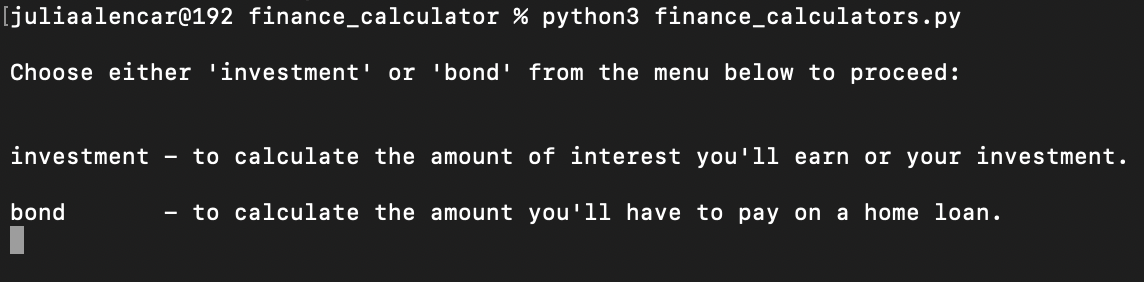 [juliaalencar@192 finance_calculator % python3 finance_calculators.py
Choose either 'investment' or 'bond' from the menu below to proceed:
investment – to calculate the amount of interest you'll earn or your investment.
bond       – to calculate the amount you'll have to pay on a home loan.